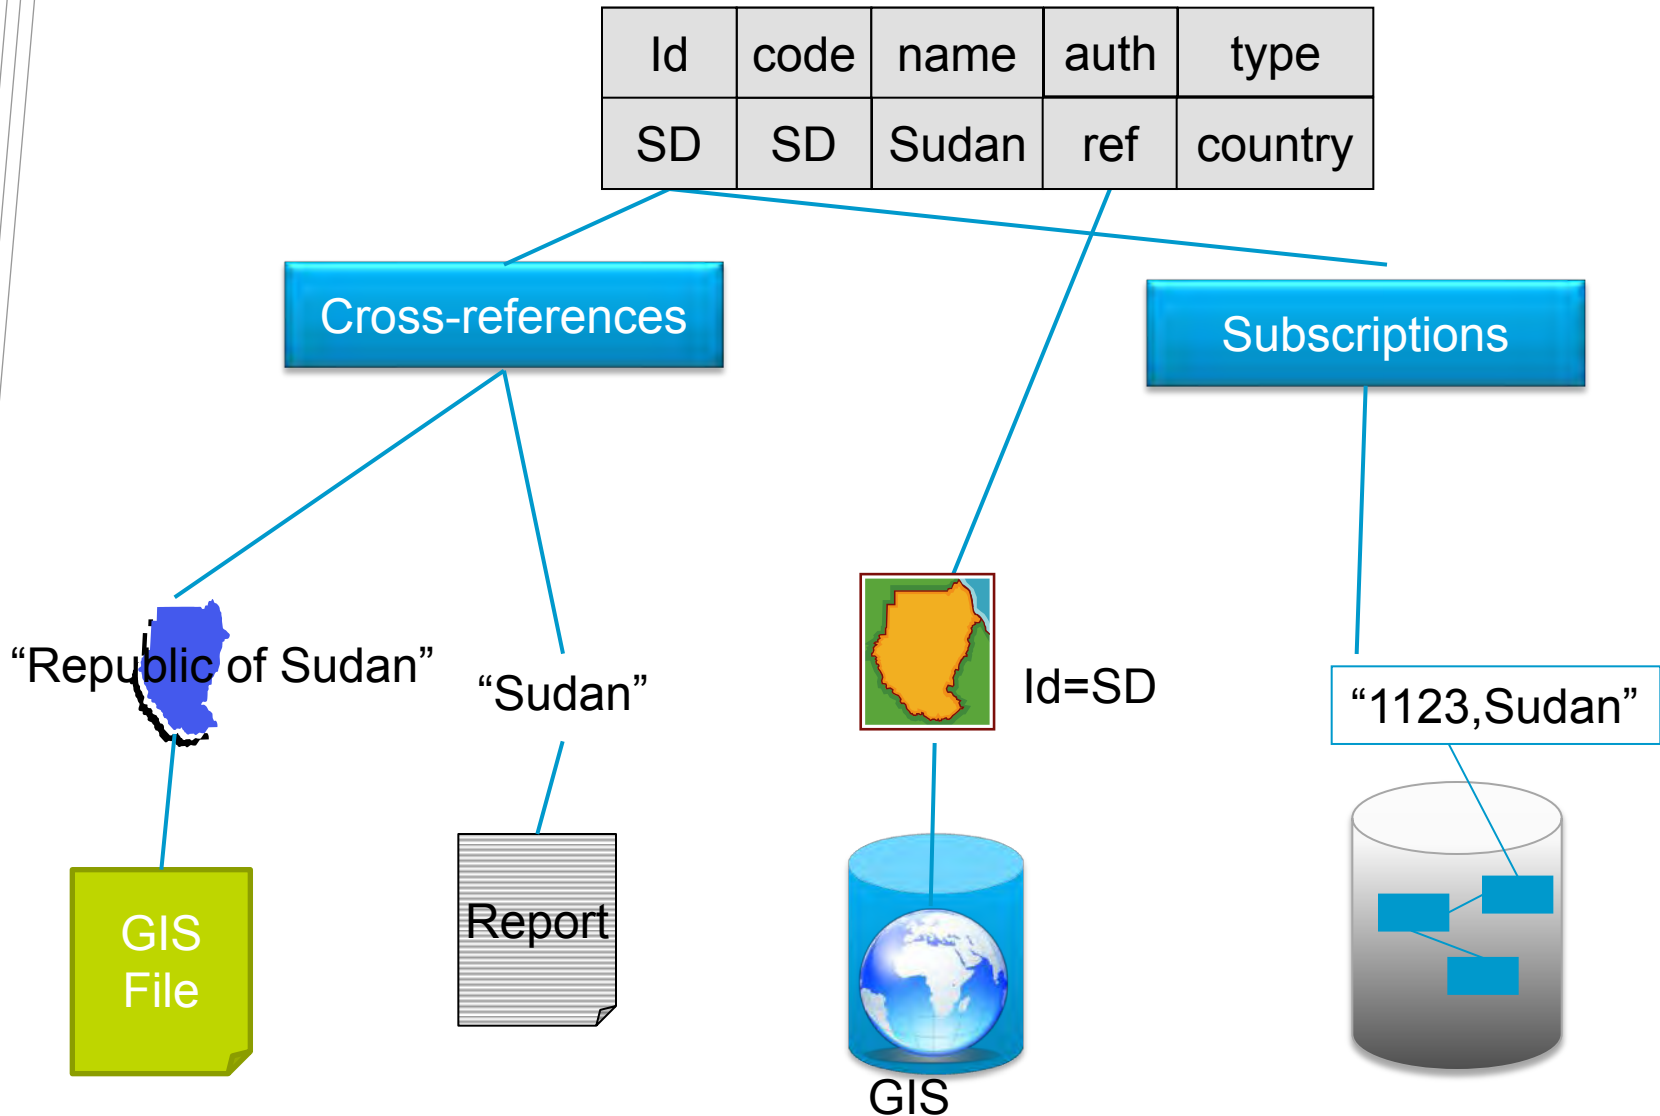 Id code name auth type
SD SD Sudan ref country
Cross-references
Subscriptions
“Republic of Sudan”
“Sudan”
Id=SD
“1123,Sudan”
GIS
File
Report
GIS